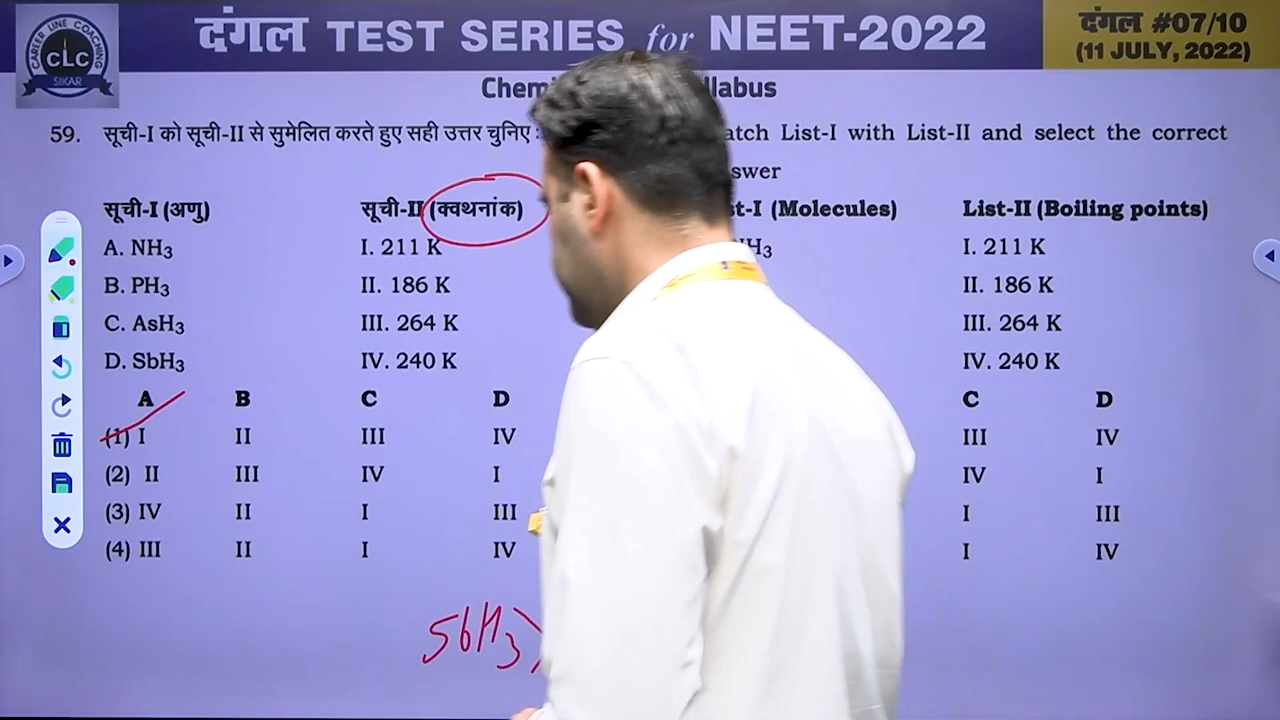 CAREER LINE COACHING
CLC
SIKAR
दंगल TEST SERIES for NEET-2022
दंगल #07/10
(11 JULY, 2022)
59. सूची-I को सूची-II से सुमेलित करते हुए सही उत्तर चुनिए :
atch List-I with List-II and select the correct
swer
सूची-I (अणु) सूची-II (क्वथनांक)
st-I (Molecules) List-II (Boiling points)
A. NH₃ I. 211 K
H₃ I. 211 K
B. PH₃ II. 186 K
II. 186 K
C. AsH₃ III. 264 K
III. 264 K
D. SbH₃ IV. 240 K
IV. 240 K
A B C D
C D
(1) I II III IV
III IV
(2) II III IV I
IV I
(3) IV II I III
I III
(4) III II I IV
I IV
SbH₃ >